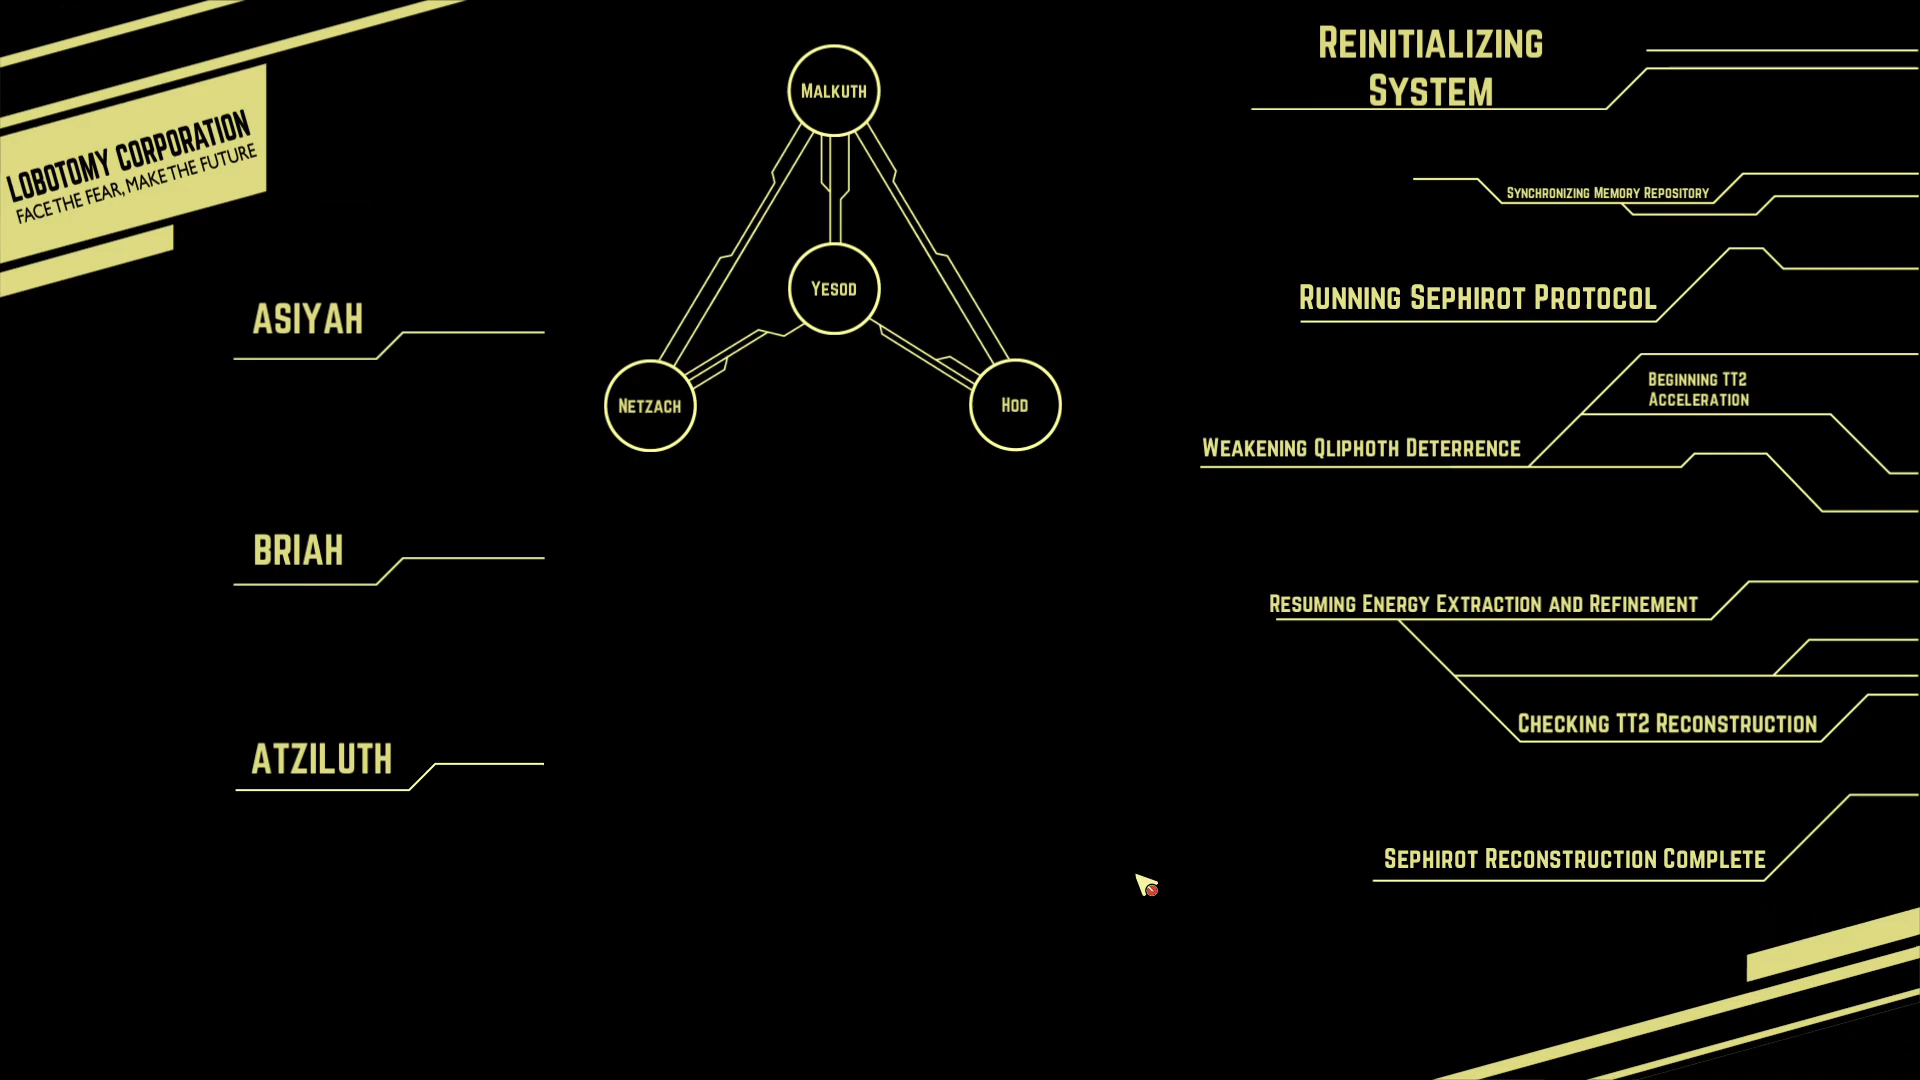 LOBOTOMY CORPORATION
FACE THE FEAR, MAKE THE FUTURE
ASIYAH
BRIAH
ATZILUTH
MALKUTH
YESOD
NETZACH
HOD
REINITIALIZING
SYSTEM
SYNCHRONIZING MEMORY REPOSITORY
RUNNING SEPHIROT PROTOCOL
BEGINNING TT2
ACCELERATION
WEAKENING QLIPHOTH DETERRENCE
RESUMING ENERGY EXTRACTION AND REFINEMENT
CHECKING TT2 RECONSTRUCTION
SEPHIROT RECONSTRUCTION COMPLETE